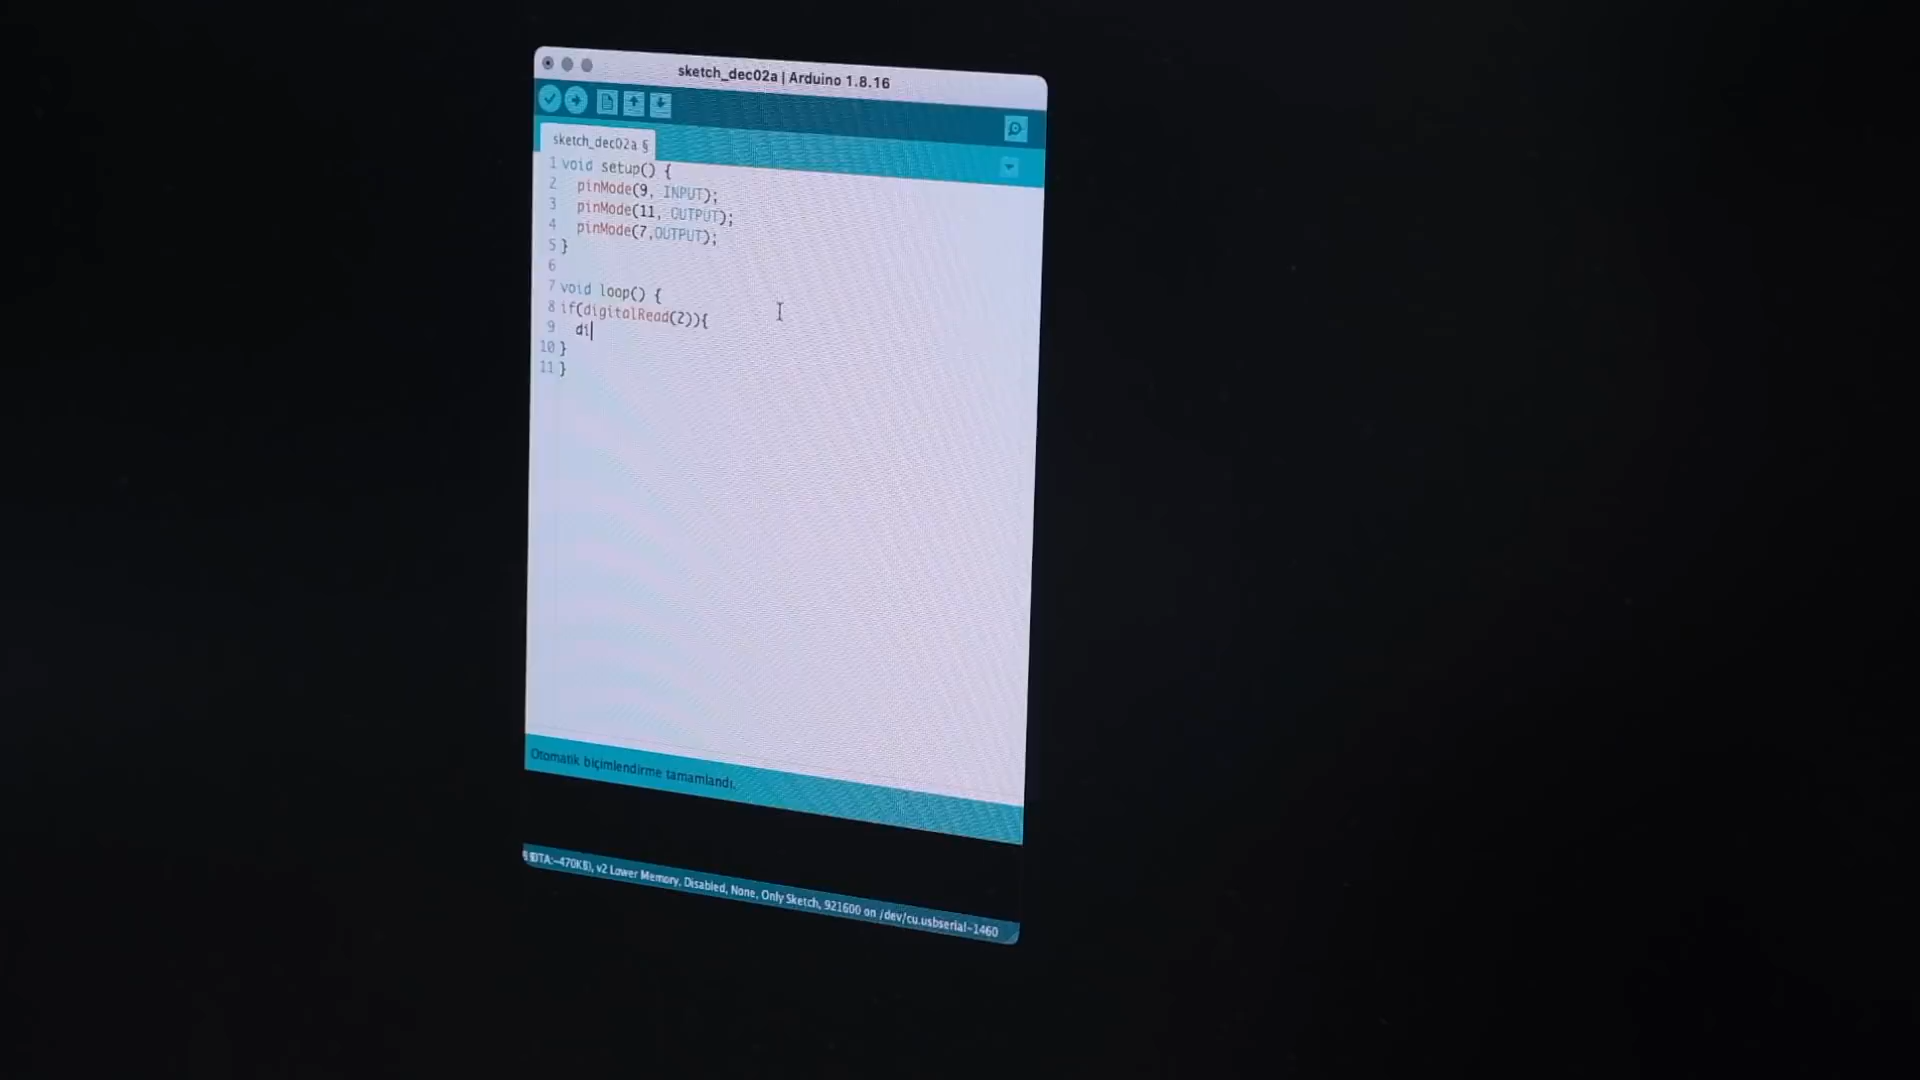 sketch_dec02a | Arduino 1.8.16
sketch_dec02a §
1 void setup() {
2 pinMode(9, INPUT);
3 pinMode(11, OUTPUT);
4 pinMode(7,OUTPUT);
5 }
6
7 void loop() {
8 if(digitalRead(2)){
9 di
10 }
11 }
Otomatik biçimlendirme tamamlandı.
OTA:~470KB), v2 Lower Memory, Disabled, None, Only Sketch, 921600 on /dev/cu.usbserial-1460